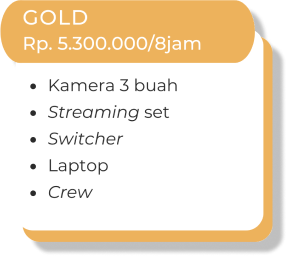 GOLD
Rp. 5.300.000/8jam
• Kamera 3 buah
• Streaming set
• Switcher
• Laptop
• Crew